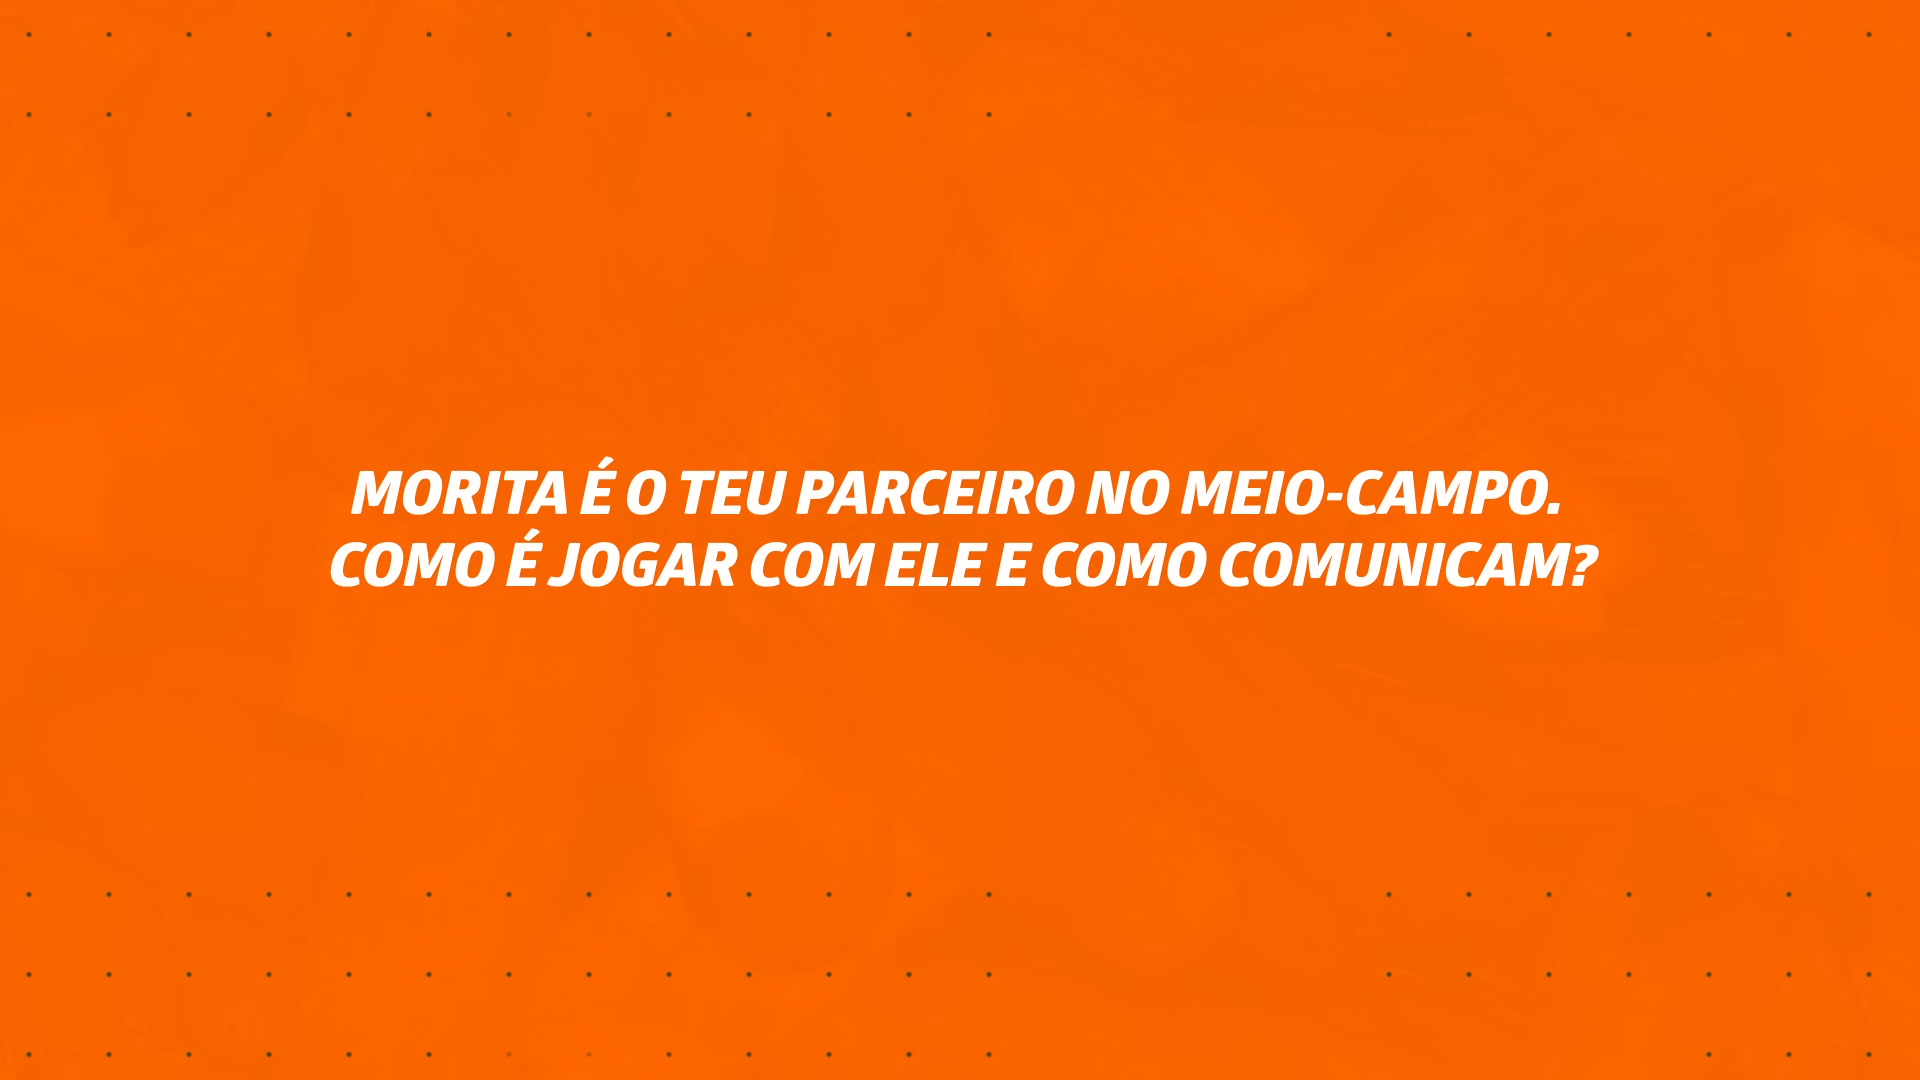 MORITA É O TEU PARCEIRO NO MEIO-CAMPO.
COMO É JOGAR COM ELE E COMO COMUNICAM?